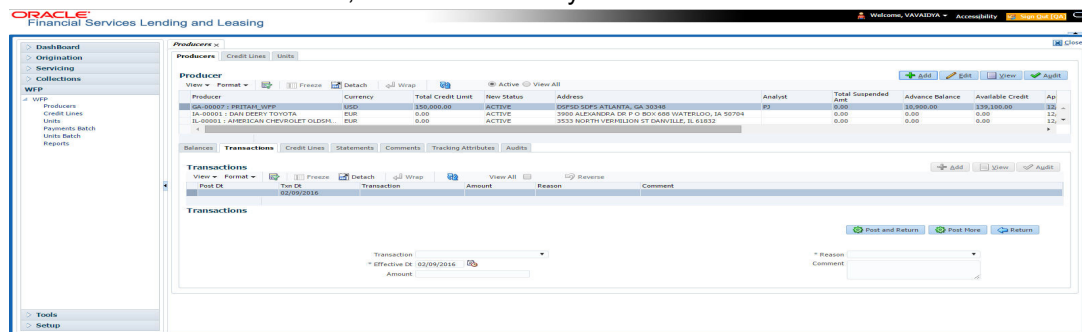 ORACLE
Financial Services Lending and Leasing
Welcome, VAVAIDYA Accessibility Sign Out [QA]
Close
DashBoard
Origination
Servicing
Collections
WFP
WFP
Producers
Credit Lines
Units
Payments Batch
Units Batch
Reports
Tools
Setup
Producers
Producers Credit Lines Units
Producer
Add Edit View Audit
View Format Freeze Detach Wrap Active View All
Producer Currency Total Credit Limit New Status Address Analyst Total Suspended Amt Advance Balance Available Credit Ap
GA-00007 : PRITAM_WFP USD 150,000.00 ACTIVE DSFSD SDFS ATLANTA, GA 30348 PJ 0.00 10,900.00 139,100.00 12/
IA-00001 : DAN DEERY TOYOTA EUR 0.00 ACTIVE 3900 ALEXANDRA DR P O BOX 688 WATERLOO, IA 50704 0.00 0.00 0.00 12/
IL-00001 : AMERICAN CHEVROLET OLDSM... EUR 0.00 ACTIVE 3533 NORTH VERMILION ST DANVILLE, IL 61832 0.00 0.00 0.00 12/
Balances Transactions Credit Lines Statements Comments Tracking Attributes Audits
Transactions
Add View Audit
View Format Freeze Detach Wrap View All Reverse
Post Dt Txn Dt Transaction Amount Reason Comment
02/09/2016
Transactions
Post and Return Post More Return
Transaction * Reason
* Effective Dt 02/09/2016 Comment
Amount